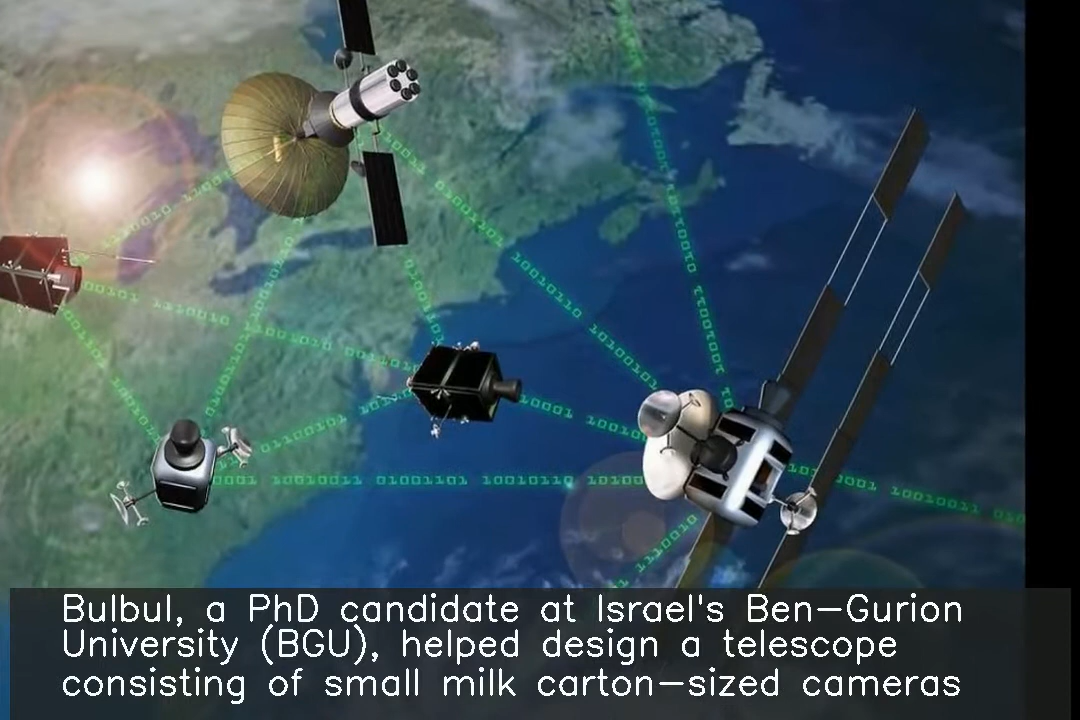 Bulbul, a PhD candidate at Israel's Ben-Gurion
University (BGU), helped design a telescope
consisting of small milk carton-sized cameras